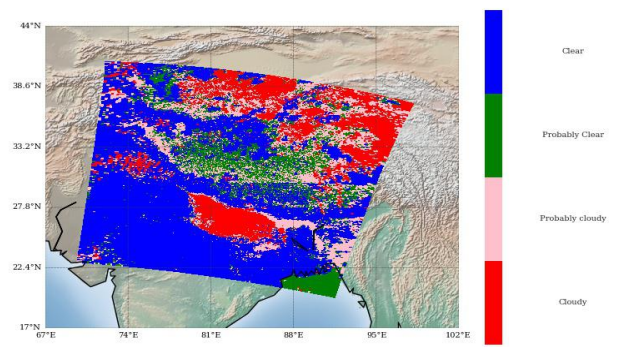 44°N
38.6°N
33.2°N
27.8°N
22.4°N
17°N
67°E 74°E 81°E 88°E 95°E 102°E
Clear
Probably Clear
Probably cloudy
Cloudy